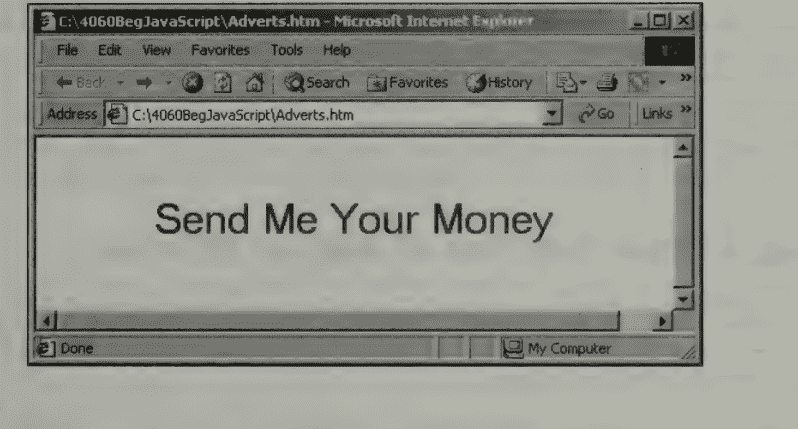 C:\4060BegJavaScript\Adverts.htm - Microsoft Internet Explorer
File Edit View Favorites Tools Help
Back Search Favorites History »
Address C:\4060BegJavaScript\Adverts.htm Go Links »
Send Me Your Money
Done My Computer